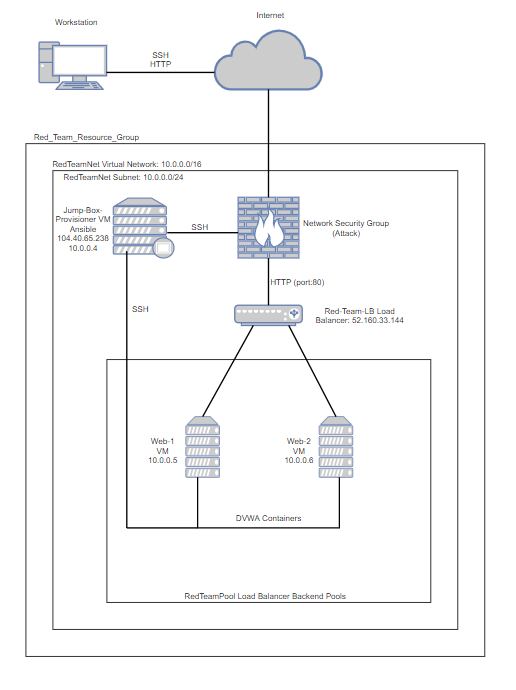 Internet
Workstation
SSH
HTTP
Red_Team_Resource_Group
RedTeamNet Virtual Network: 10.0.0.0/16
RedTeamNet Subnet: 10.0.0.0/24
Jump-Box-
Provisioner VM
Ansible
104.40.65.238
10.0.0.4
SSH
Network Security Group
(Attack)
HTTP (port:80)
SSH
Red-Team-LB Load
Balancer: 52.160.33.144
Web-1
VM
10.0.0.5
Web-2
VM
10.0.0.6
DVWA Containers
RedTeamPool Load Balancer Backend Pools